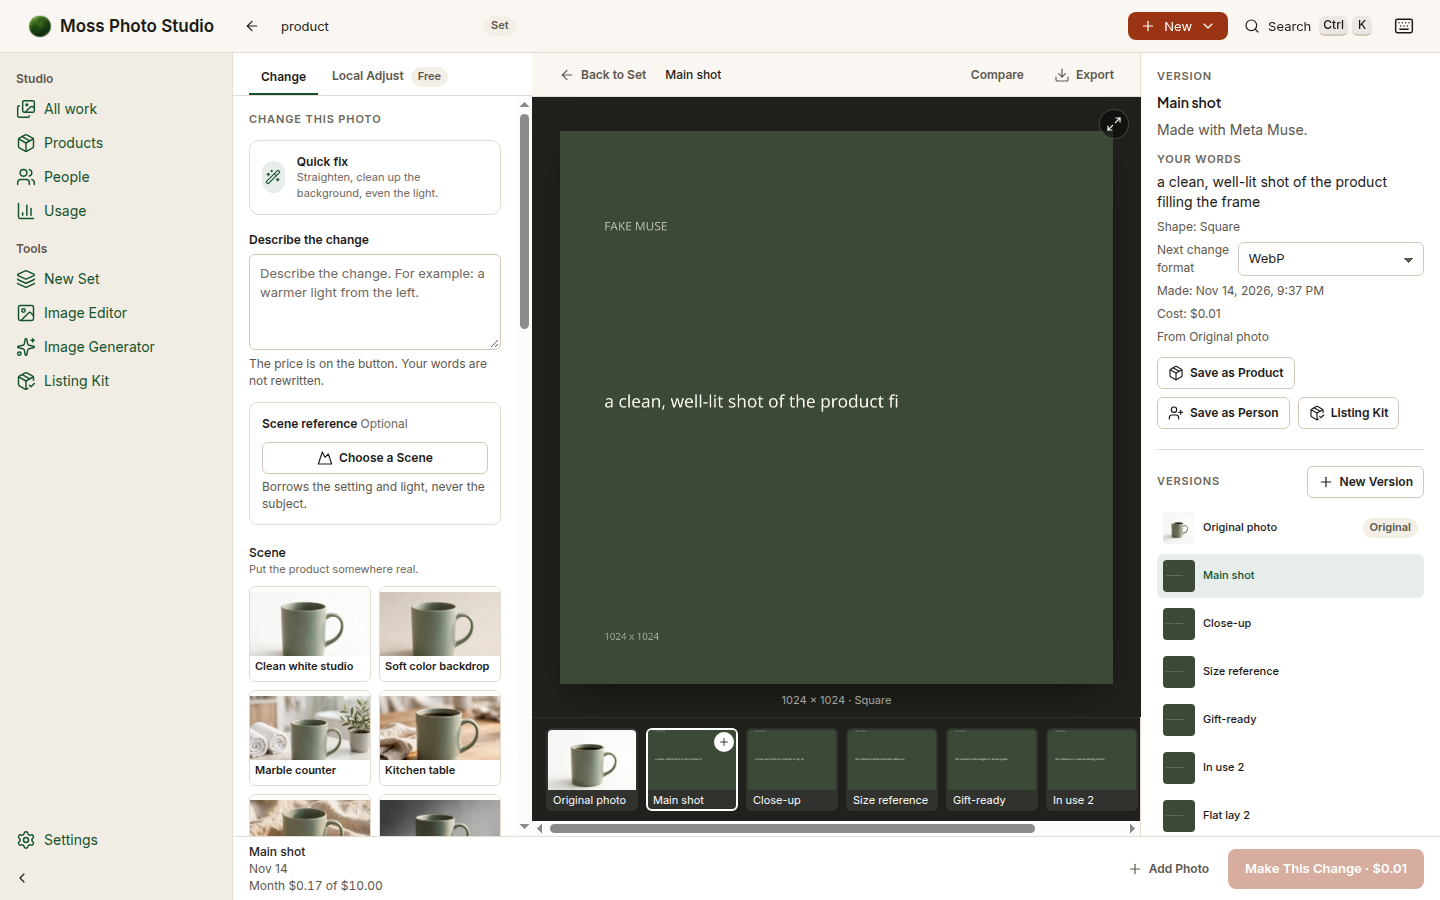 Moss Photo Studio
product
Set
New
Search
Ctrl
K
Studio
All work
Products
People
Usage
Tools
New Set
Image Editor
Image Generator
Listing Kit
Settings
Change
Local Adjust
Free
CHANGE THIS PHOTO
Quick fix
Straighten, clean up the
background, even the light.
Describe the change
Describe the change. For example: a
warmer light from the left.
The price is on the button. Your words are
not rewritten.
Scene reference Optional
Choose a Scene
Borrows the setting and light, never the
subject.
Scene
Put the product somewhere real.
Clean white studio
Soft color backdrop
Marble counter
Kitchen table
Back to Set
Main shot
Compare
Export
FAKE MUSE
a clean, well-lit shot of the product fi
1024 x 1024
1024 × 1024 · Square
Original photo
Main shot
Close-up
Size reference
Gift-ready
In use 2
VERSION
Main shot
Made with Meta Muse.
YOUR WORDS
a clean, well-lit shot of the product
filling the frame
Shape: Square
Next change
format
WebP
Made: Nov 14, 2026, 9:37 PM
Cost: $0.01
From Original photo
Save as Product
Save as Person
Listing Kit
VERSIONS
New Version
Original photo
Original
Main shot
Close-up
Size reference
Gift-ready
In use 2
Flat lay 2
Main shot
Nov 14
Month $0.17 of $10.00
Add Photo
Make This Change · $0.01